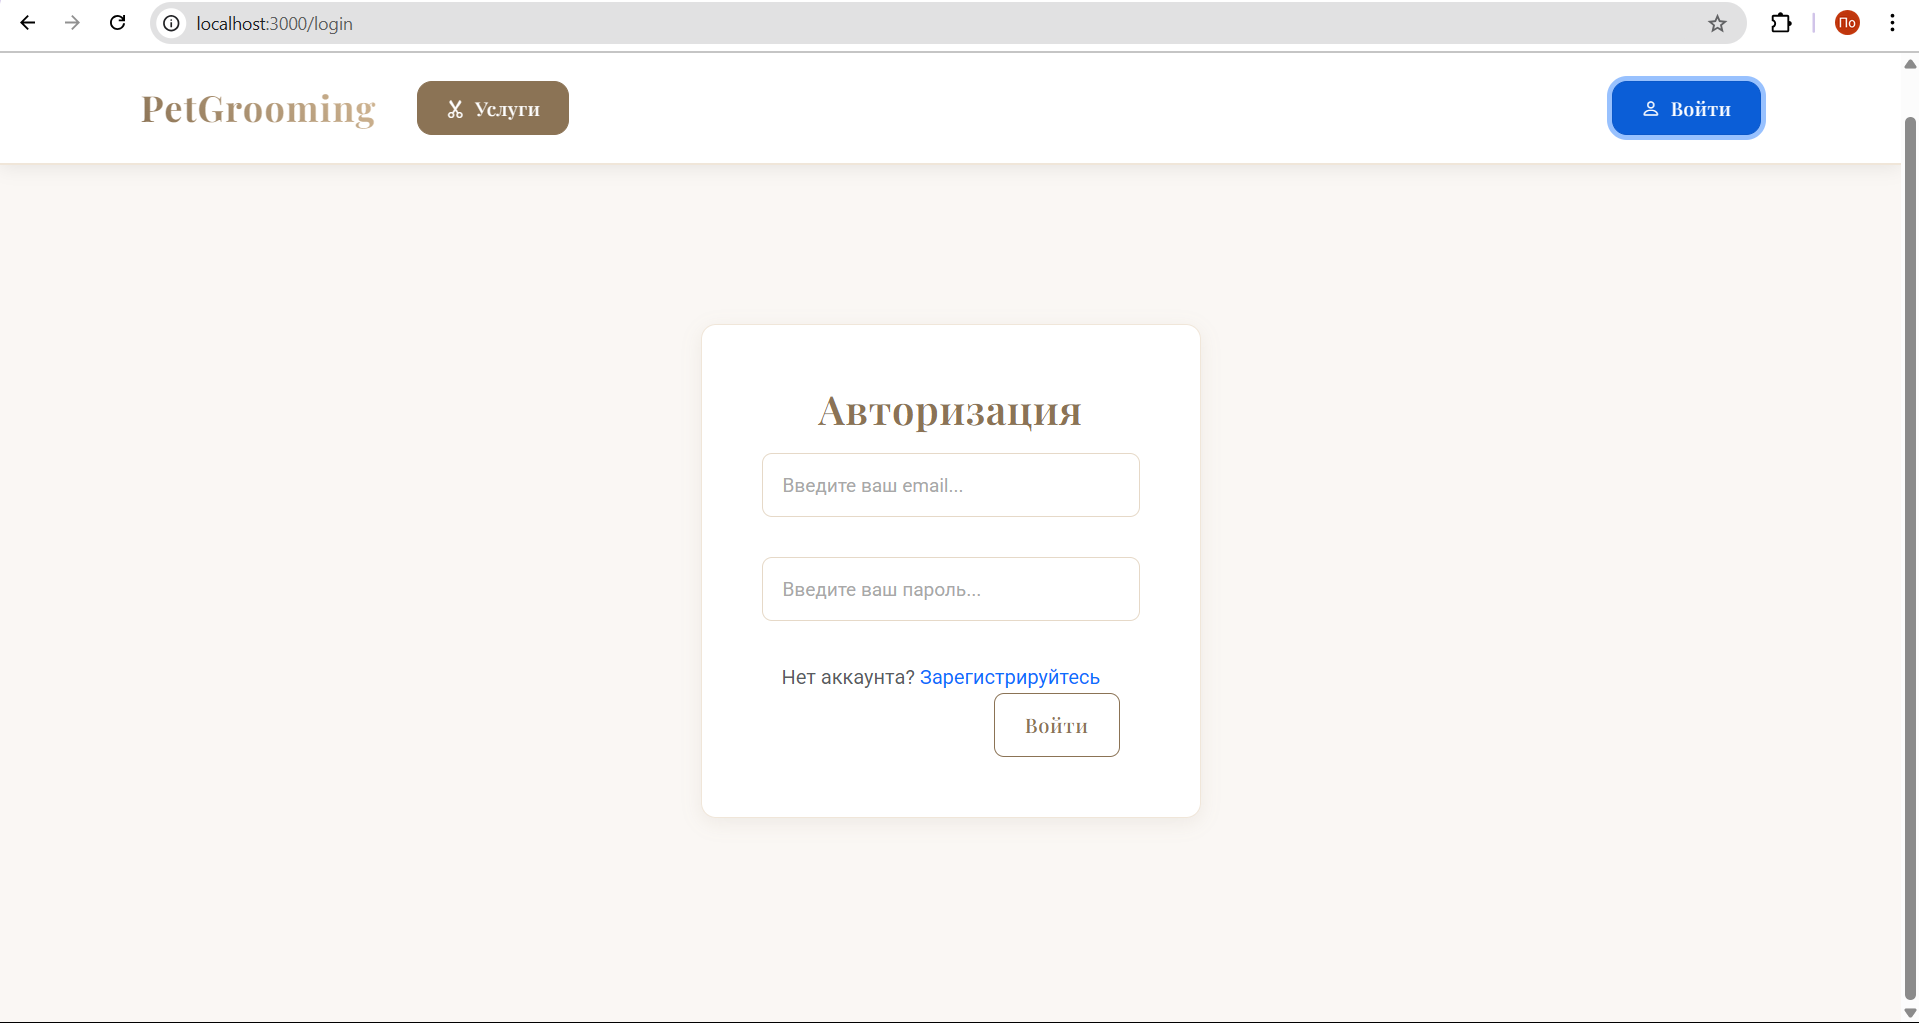 localhost:3000/login
По
PetGrooming
Услуги
Войти
Авторизация
Введите ваш email...
Введите ваш пароль...
Нет аккаунта? Зарегистрируйтесь
Войти